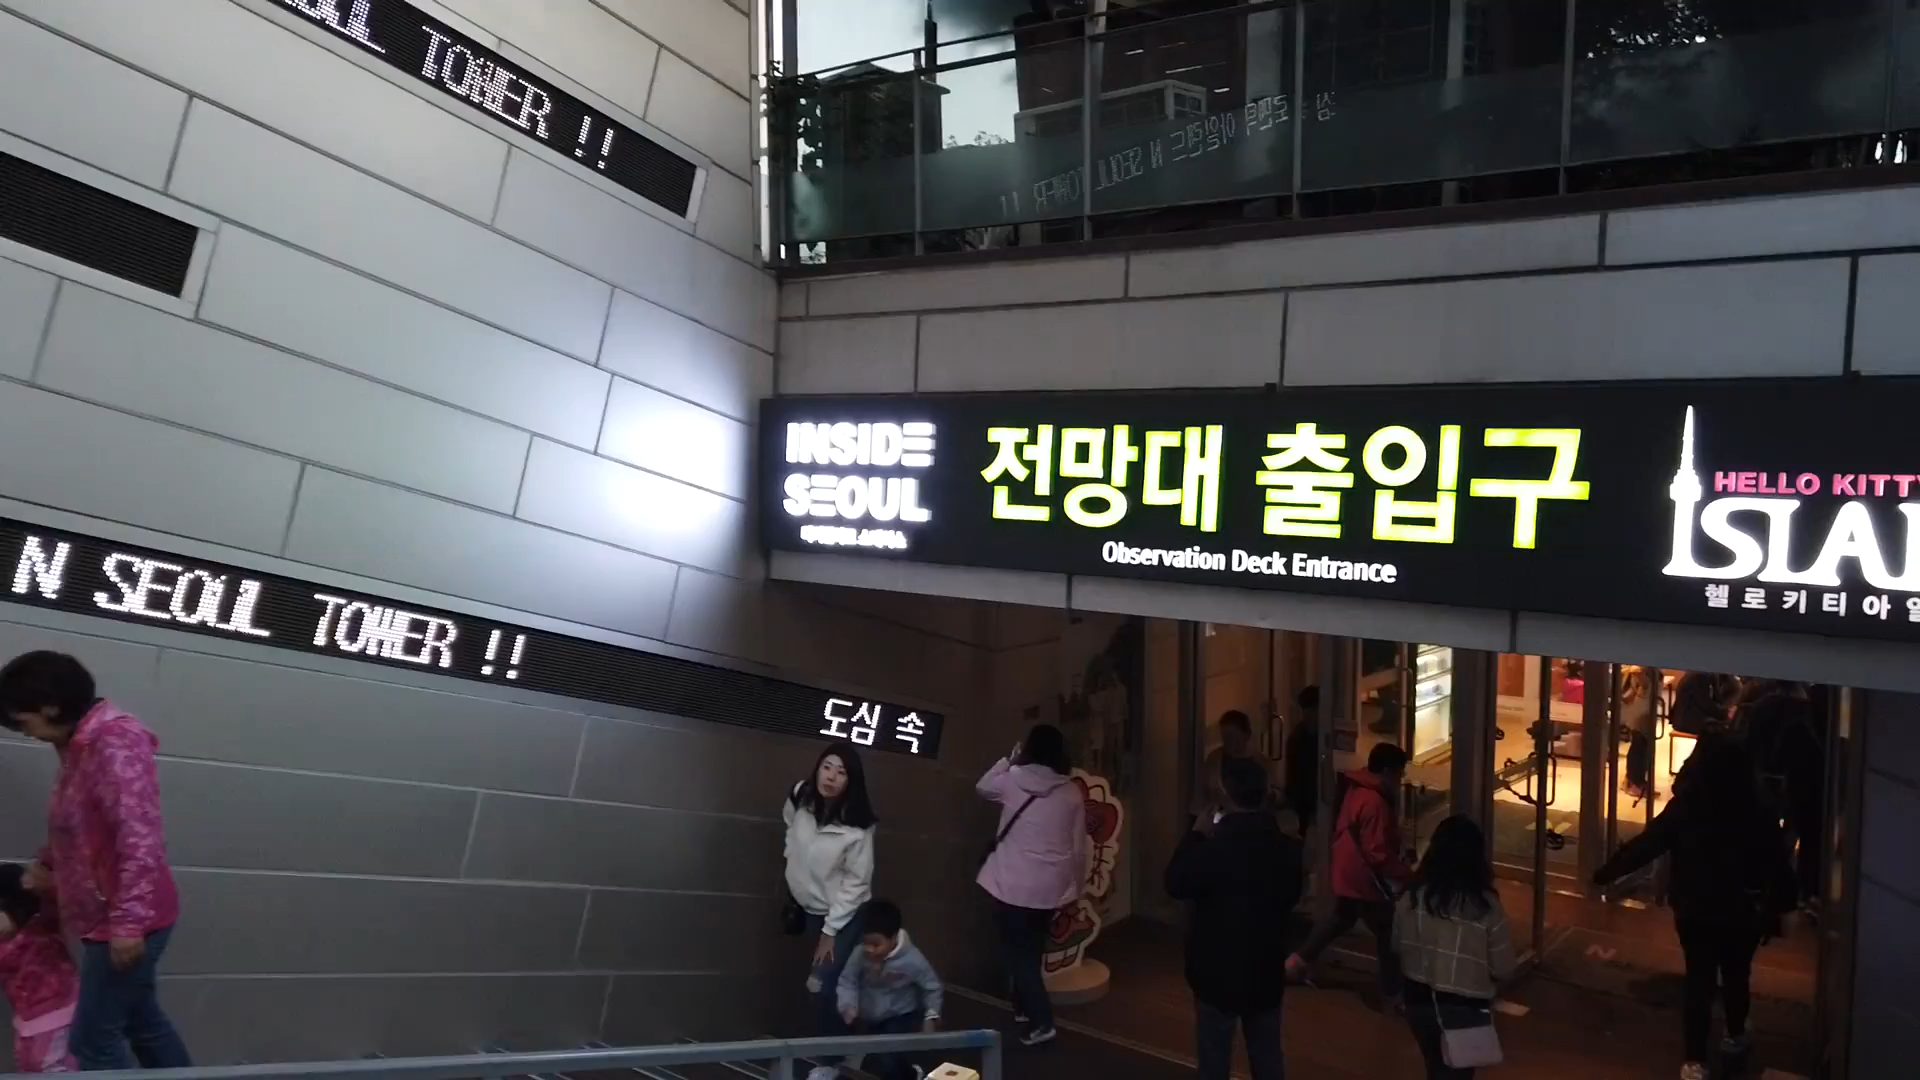 TOWER !!
N SEOUL TOWER !!
도심 속
INSIDE
SEOUL
전망대 출입구
Observation Deck Entrance
HELLO KITTY
ISLA
헬로키티아일